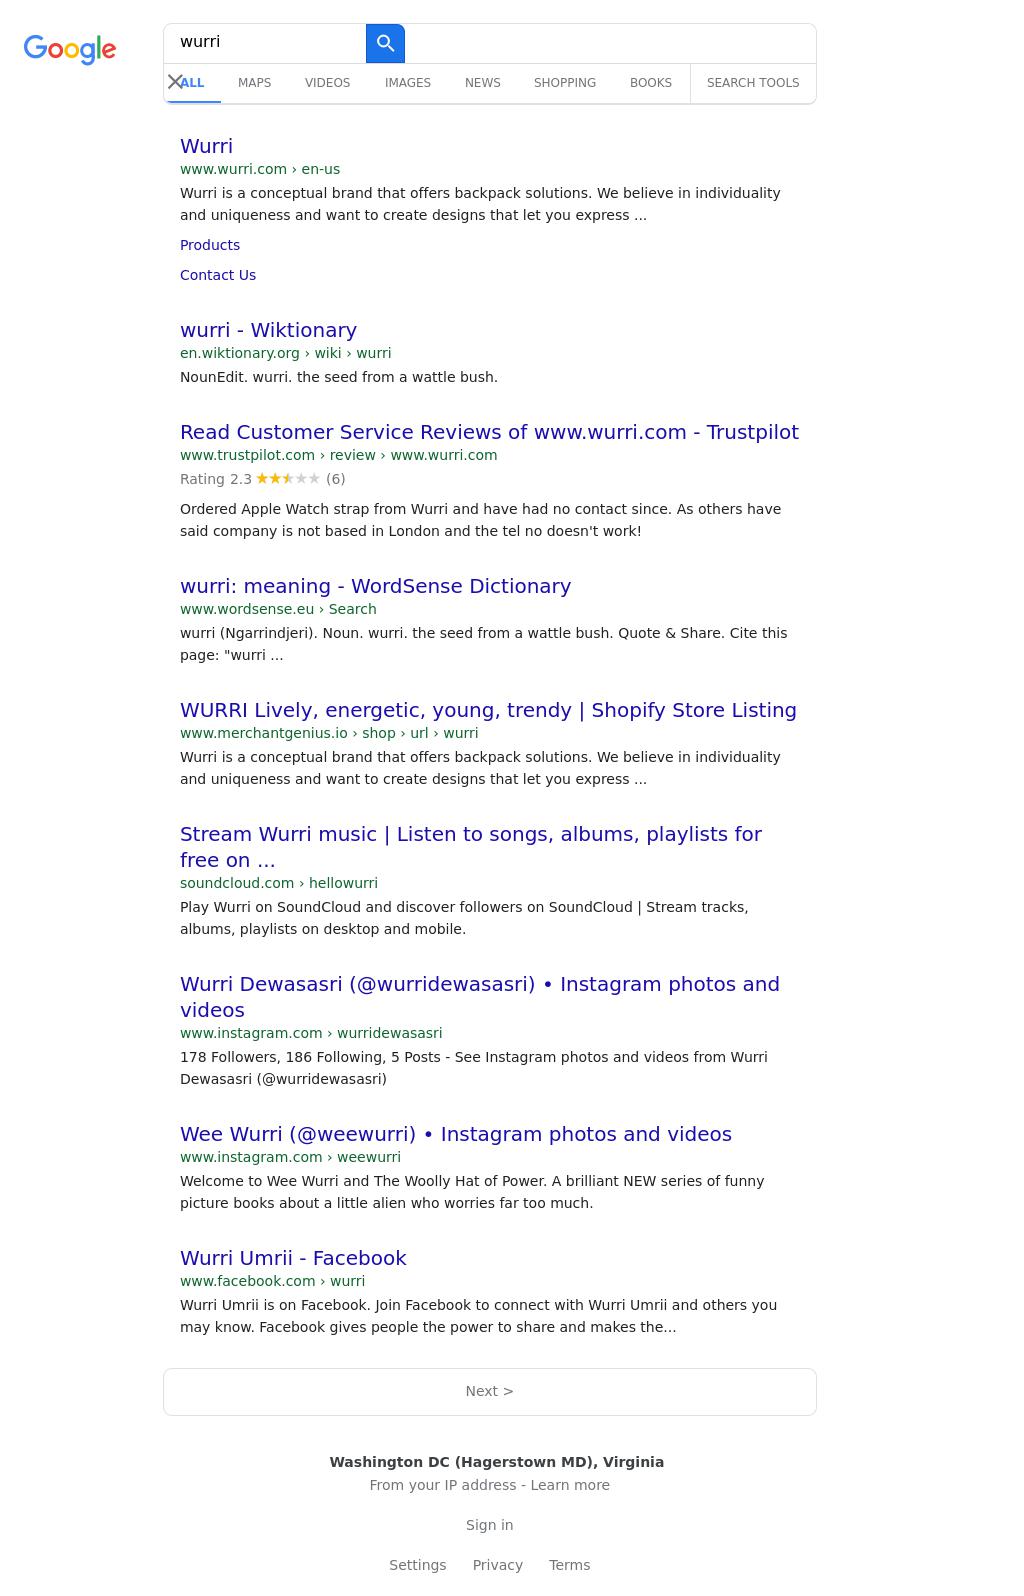 Google
wurri
ALL MAPS VIDEOS IMAGES NEWS SHOPPING BOOKS SEARCH TOOLS
Wurri
www.wurri.com › en-us
Wurri is a conceptual brand that offers backpack solutions. We believe in individuality
and uniqueness and want to create designs that let you express ...
Products
Contact Us
wurri - Wiktionary
en.wiktionary.org › wiki › wurri
NounEdit. wurri. the seed from a wattle bush.
Read Customer Service Reviews of www.wurri.com - Trustpilot
www.trustpilot.com › review › www.wurri.com
Rating 2.3 (6)
Ordered Apple Watch strap from Wurri and have had no contact since. As others have
said company is not based in London and the tel no doesn't work!
wurri: meaning - WordSense Dictionary
www.wordsense.eu › Search
wurri (Ngarrindjeri). Noun. wurri. the seed from a wattle bush. Quote & Share. Cite this
page: "wurri ...
WURRI Lively, energetic, young, trendy | Shopify Store Listing
www.merchantgenius.io › shop › url › wurri
Wurri is a conceptual brand that offers backpack solutions. We believe in individuality
and uniqueness and want to create designs that let you express ...
Stream Wurri music | Listen to songs, albums, playlists for
free on ...
soundcloud.com › hellowurri
Play Wurri on SoundCloud and discover followers on SoundCloud | Stream tracks,
albums, playlists on desktop and mobile.
Wurri Dewasasri (@wurridewasasri) • Instagram photos and
videos
www.instagram.com › wurridewasasri
178 Followers, 186 Following, 5 Posts - See Instagram photos and videos from Wurri
Dewasasri (@wurridewasasri)
Wee Wurri (@weewurri) • Instagram photos and videos
www.instagram.com › weewurri
Welcome to Wee Wurri and The Woolly Hat of Power. A brilliant NEW series of funny
picture books about a little alien who worries far too much.
Wurri Umrii - Facebook
www.facebook.com › wurri
Wurri Umrii is on Facebook. Join Facebook to connect with Wurri Umrii and others you
may know. Facebook gives people the power to share and makes the...
Next >
Washington DC (Hagerstown MD), Virginia
From your IP address - Learn more
Sign in
Settings Privacy Terms